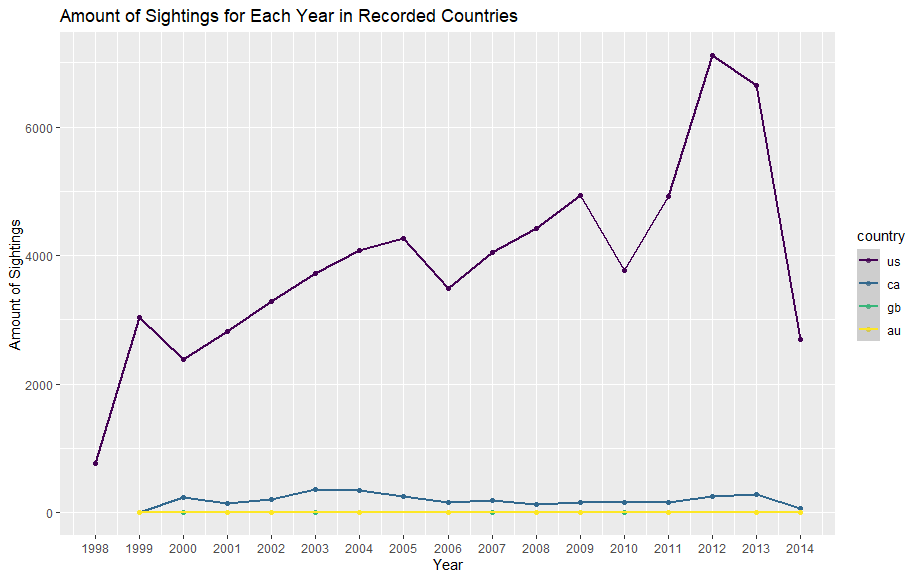 Amount of Sightings for Each Year in Recorded Countries
Amount of Sightings
6000
4000
2000
0
1998 1999 2000 2001 2002 2003 2004 2005 2006 2007 2008 2009 2010 2011 2012 2013 2014
Year
country
us
ca
gb
au